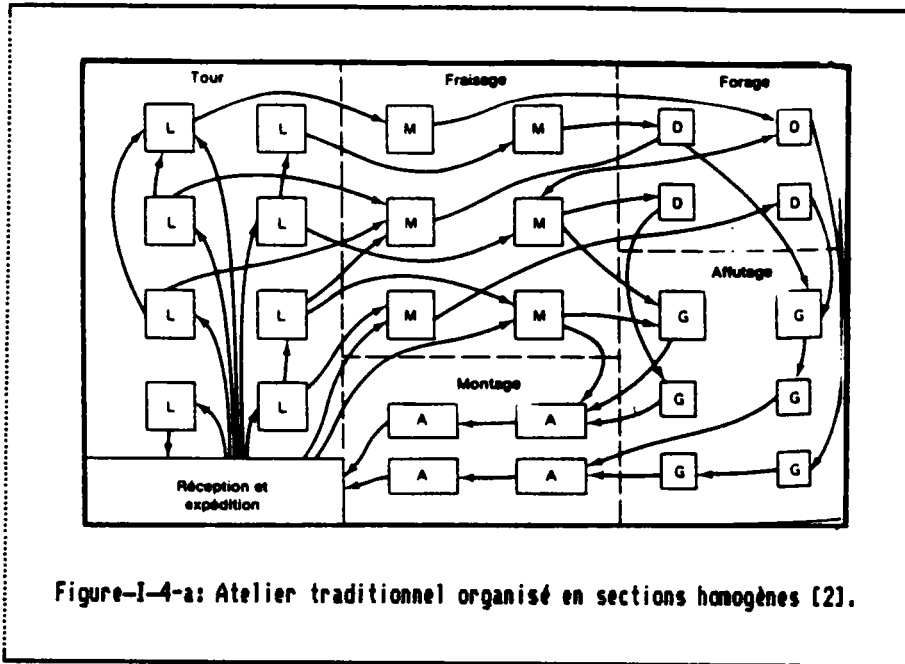 Tour Fraisage Forage
L L M M D D
L L M M D D
Affutage
L L M M G G
Montage
L L A A G G
Réception et
expédition
A A G G
Figure-I-4-a: Atelier traditionnel organisé en sections homogènes [2].